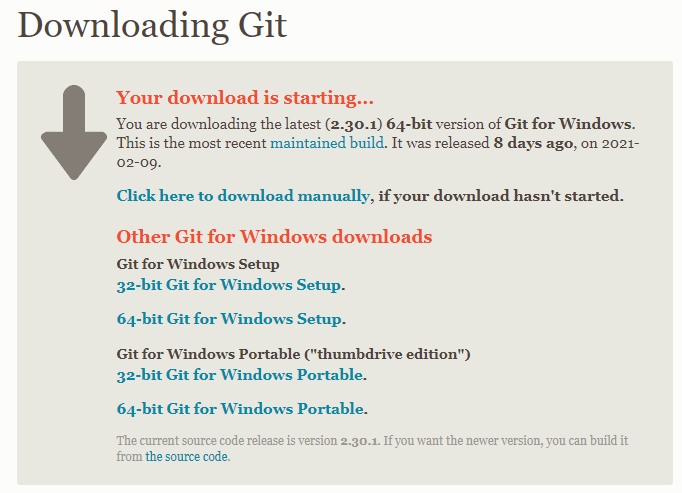 Downloading Git
Your download is starting...
You are downloading the latest (2.30.1) 64-bit version of Git for Windows.
This is the most recent maintained build. It was released 8 days ago, on 2021-
02-09.
Click here to download manually, if your download hasn't started.
Other Git for Windows downloads
Git for Windows Setup
32-bit Git for Windows Setup.
64-bit Git for Windows Setup.
Git for Windows Portable ("thumbdrive edition")
32-bit Git for Windows Portable.
64-bit Git for Windows Portable.
The current source code release is version 2.30.1. If you want the newer version, you can build it
from the source code.